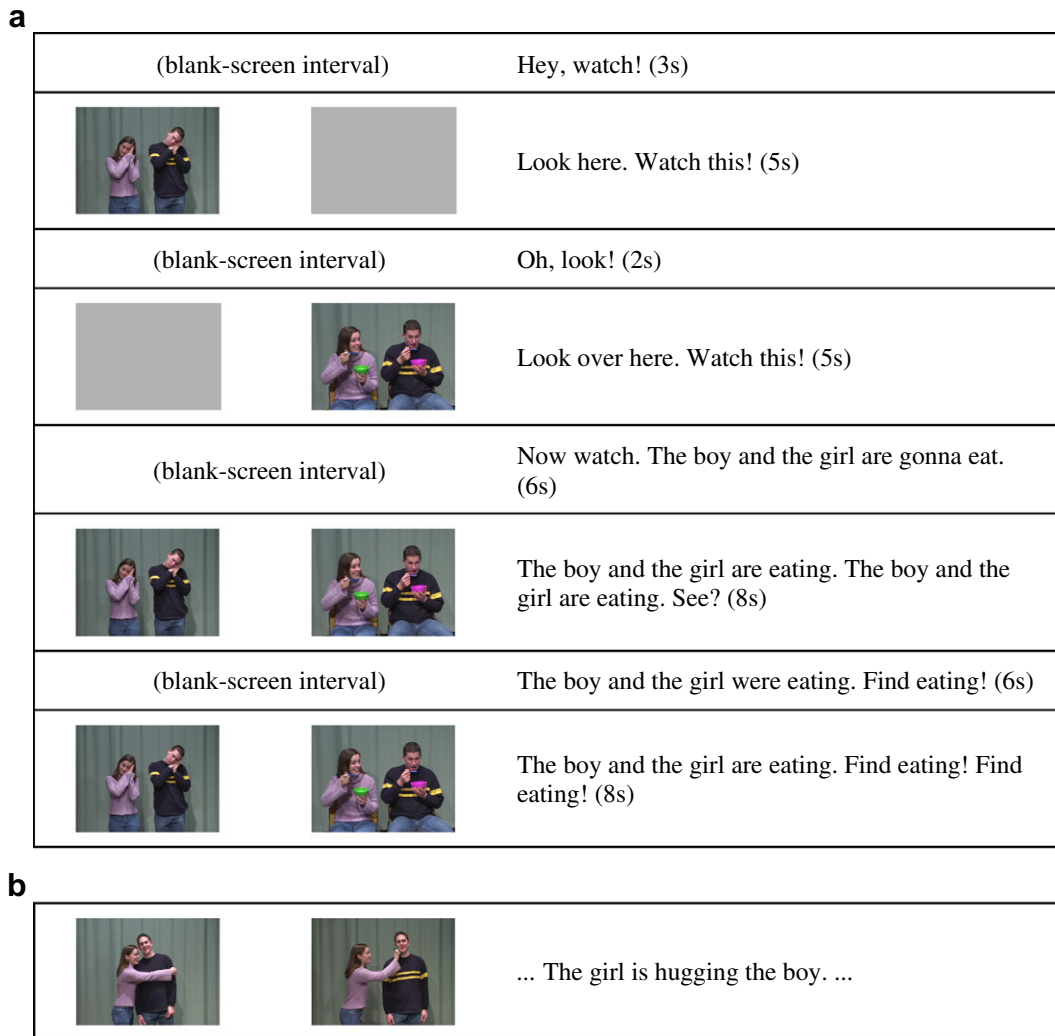 a
(blank-screen interval) Hey, watch! (3s)
Look here. Watch this! (5s)
(blank-screen interval) Oh, look! (2s)
Look over here. Watch this! (5s)
(blank-screen interval) Now watch. The boy and the girl are gonna eat.
(6s)
The boy and the girl are eating. The boy and the
girl are eating. See? (8s)
(blank-screen interval) The boy and the girl were eating. Find eating! (6s)
The boy and the girl are eating. Find eating! Find
eating! (8s)
b
... The girl is hugging the boy. ...